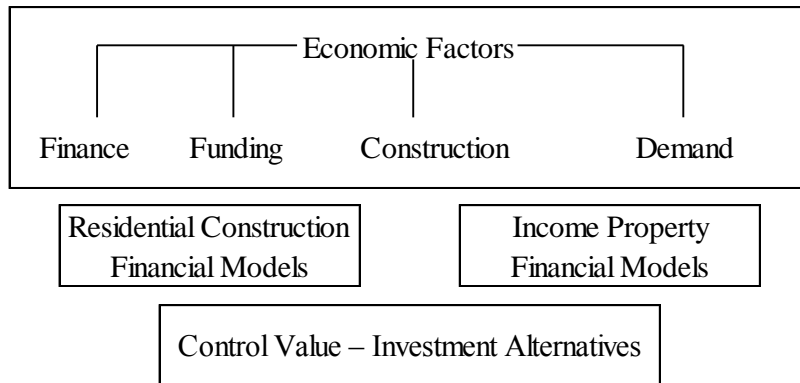 Economic Factors
Finance Funding Construction Demand
Residential Construction
Financial Models
Income Property
Financial Models
Control Value – Investment Alternatives